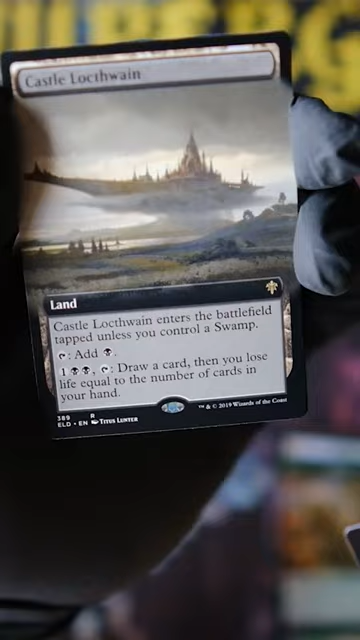 Castle Locthwain
Land
Castle Locthwain enters the battlefield
tapped unless you control a Swamp.
: Add .
1 , : Draw a card, then you lose
life equal to the number of cards in
your hand.
389 R
ELD • EN Titus Lunter
™ & © 2019 Wizards of the Coast